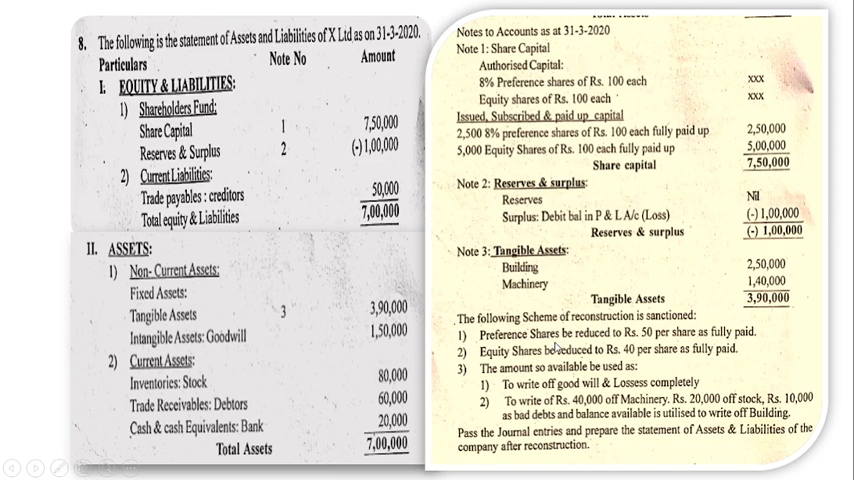 8. The following is the statement of Assets and Liabilities of X Ltd as on 31-3-2020.
Particulars Note No Amount
I. EQUITY & LIABILITIES:
1) Shareholders Fund:
Share Capital 1 7,50,000
Reserves & Surplus 2 (-) 1,00,000
2) Current Liabilities:
Trade payables : creditors 50,000
Total equity & Liabilities 7,00,000
II. ASSETS:
1) Non- Current Assets:
Fixed Assets:
Tangible Assets 3 3,90,000
Intangible Assets: Goodwill 1,50,000
2) Current Assets:
Inventories: Stock 80,000
Trade Receivables: Debtors 60,000
Cash & cash Equivalents: Bank 20,000
Total Assets 7,00,000
Notes to Accounts as at 31-3-2020
Note 1: Share Capital
Authorised Capital:
8% Preference shares of Rs. 100 each xxx
Equity shares of Rs. 100 each xxx
Issued, Subscribed & paid up capital
2,500 8% preference shares of Rs. 100 each fully paid up 2,50,000
5,000 Equity Shares of Rs. 100 each fully paid up 5,00,000
Share capital 7,50,000
Note 2: Reserves & surplus:
Reserves Nil
Surplus: Debit bal in P & L A/c (Loss) (-) 1,00,000
Reserves & surplus (-) 1,00,000
Note 3: Tangible Assets:
Building 2,50,000
Machinery 1,40,000
Tangible Assets 3,90,000
The following Scheme of reconstruction is sanctioned:
1) Preference Shares be reduced to Rs. 50 per share as fully paid.
2) Equity Shares be reduced to Rs. 40 per share as fully paid.
3) The amount so available be used as:
1) To write off good will & Lossess completely
2) To write of Rs. 40,000 off Machinery. Rs. 20,000 off stock, Rs. 10,000
as bad debts and balance available is utilised to write off Building.
Pass the Journal entries and prepare the statement of Assets & Liabilities of the
company after reconstruction.